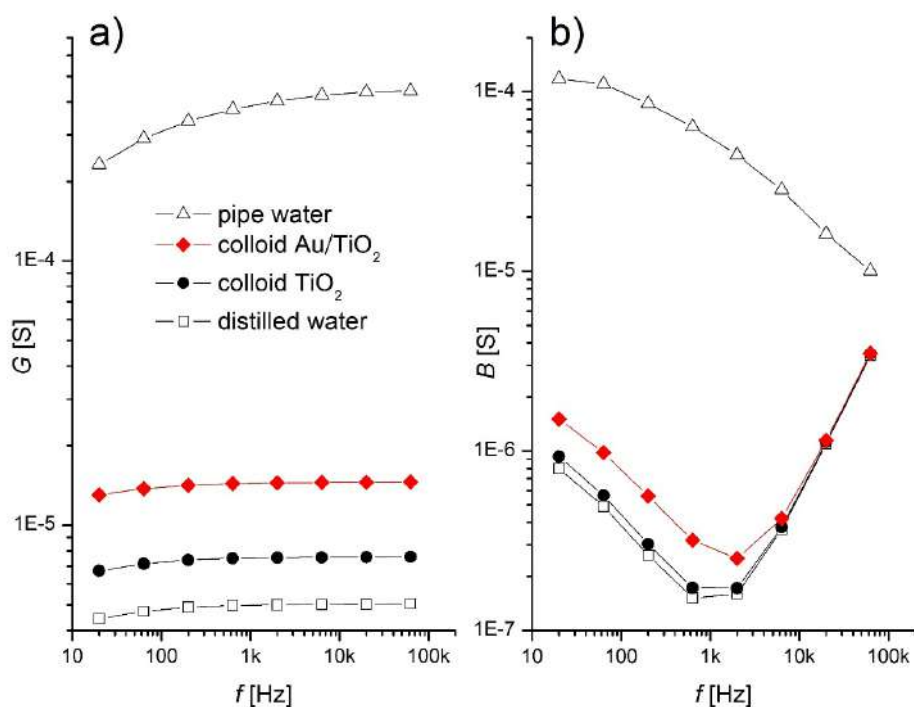 a)
b)
1E-4
1E-5
G [S]
pipe water
colloid Au/TiO₂
colloid TiO₂
distilled water
10 100 1k 10k 100k
f [Hz]
1E-4
1E-5
1E-6
1E-7
B [S]
10 100 1k 10k 100k
f [Hz]